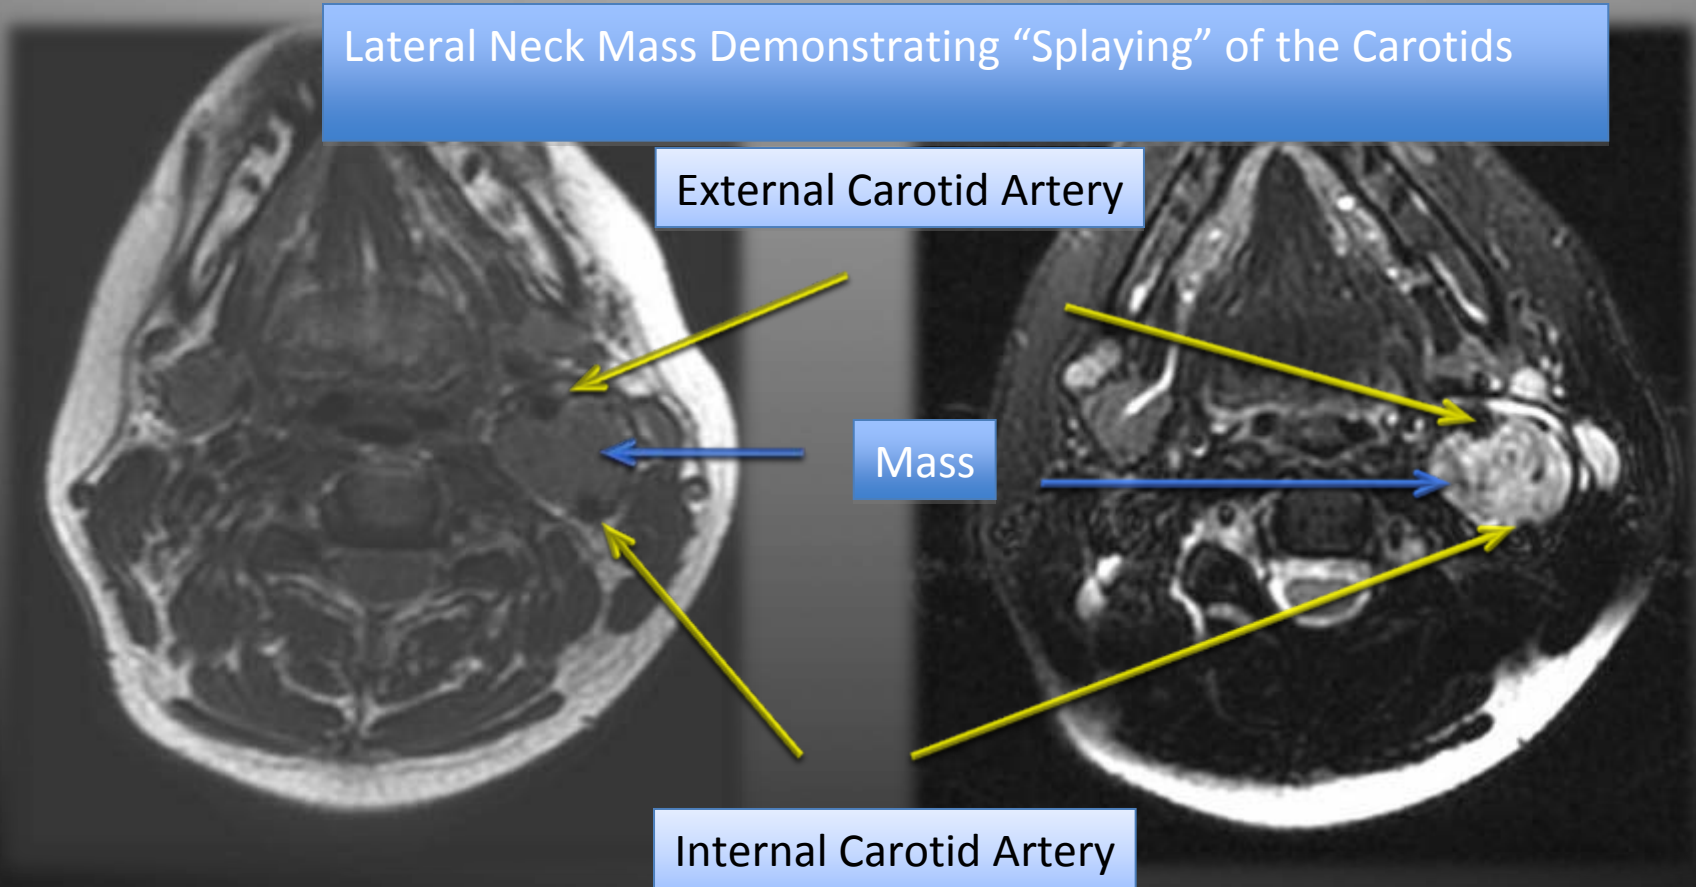 Lateral Neck Mass Demonstrating “Splaying” of the Carotids
External Carotid Artery
Mass
Internal Carotid Artery